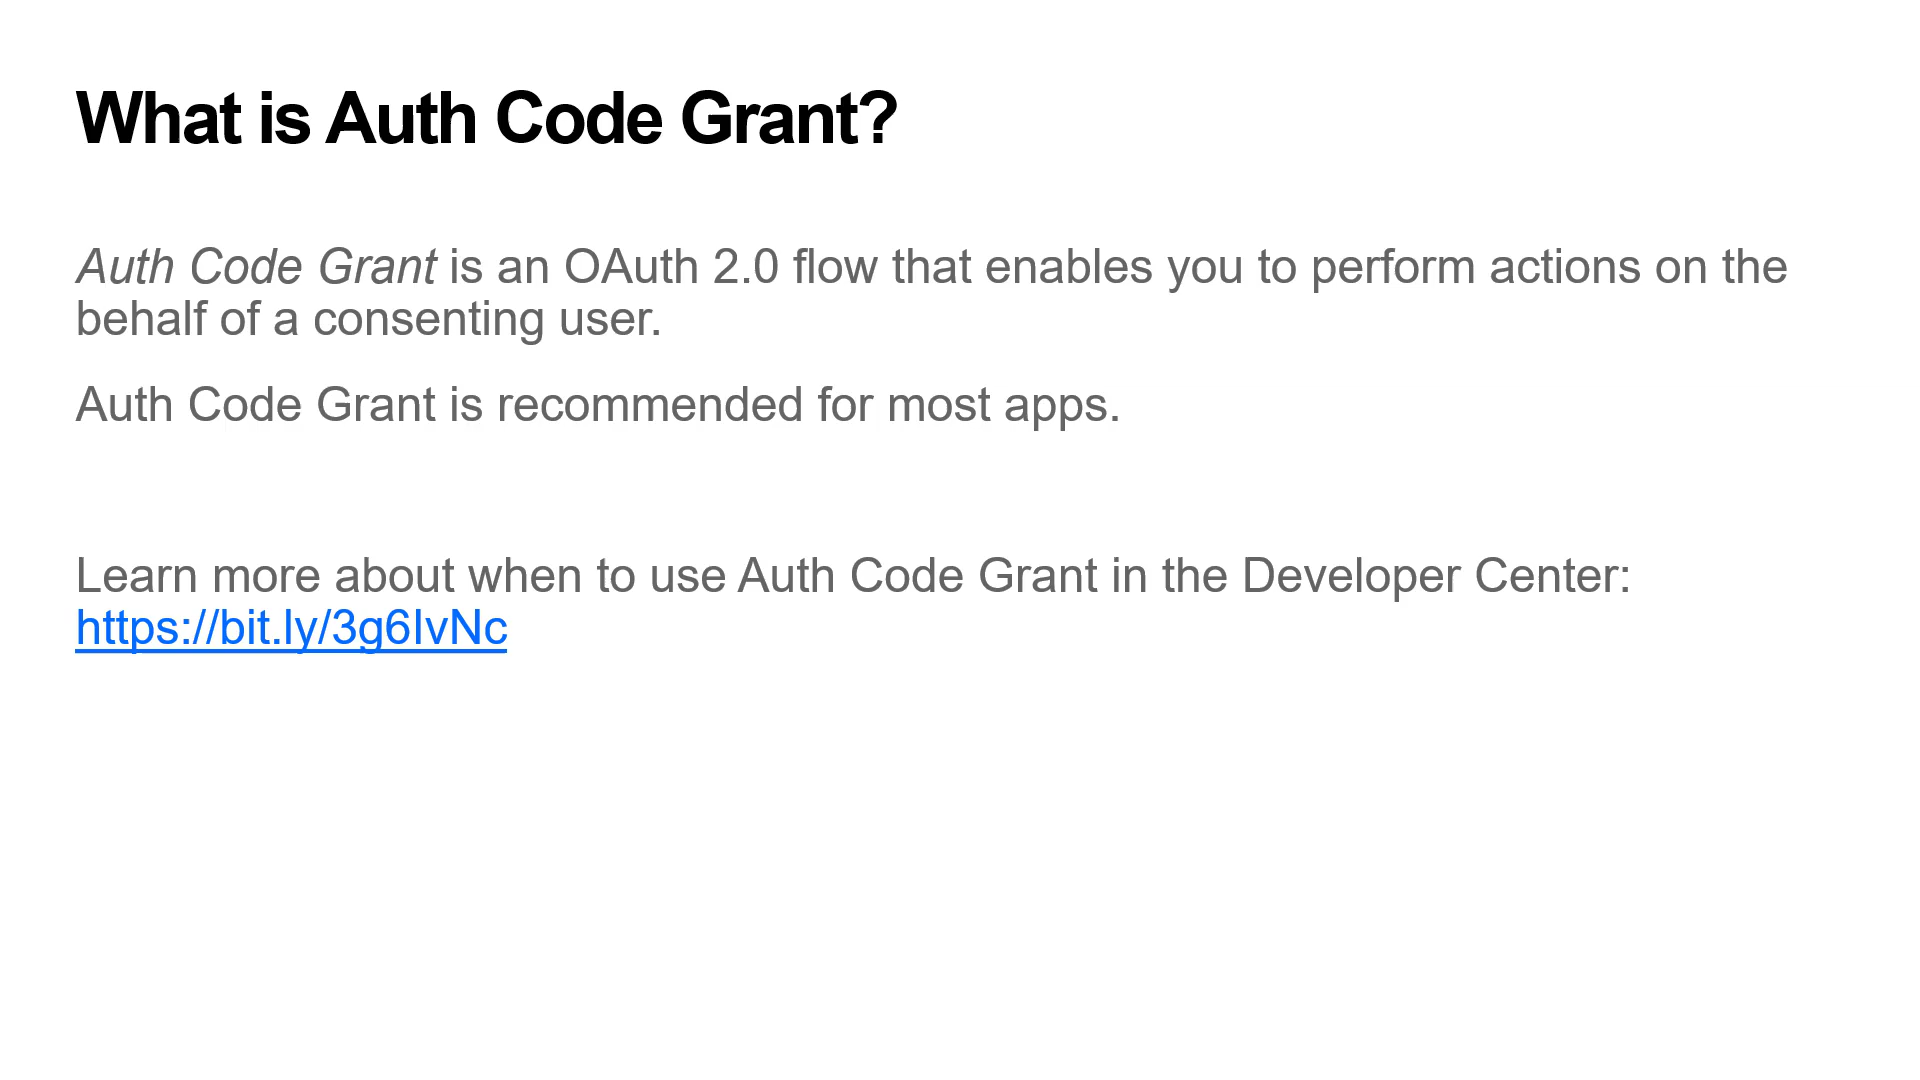 What is Auth Code Grant?
Auth Code Grant is an OAuth 2.0 flow that enables you to perform actions on the
behalf of a consenting user.
Auth Code Grant is recommended for most apps.
Learn more about when to use Auth Code Grant in the Developer Center:
https://bit.ly/3g6IvNc